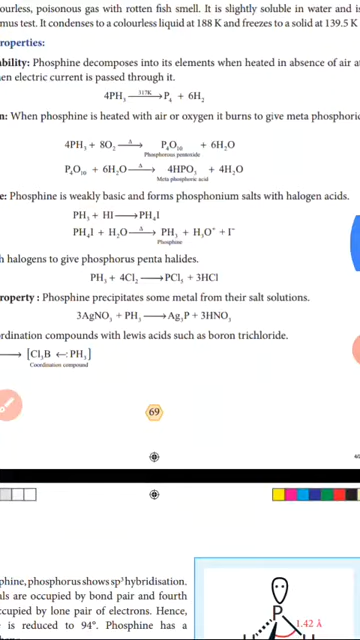 ourless, poisonous gas with rotten fish smell. It is slightly soluble in water and is
mus test. It condenses to a colourless liquid at 188 K and freezes to a solid at 139.5 K
roperties:
ability: Phosphine decomposes into its elements when heated in absence of air at
hen electric current is passed through it.
4PH₃ —317K→ P₄ + 6H₂
n: When phosphine is heated with air or oxygen it burns to give meta phosphoric
4PH₃ + 8O₂ —Δ→ P₄O₁₀ + 6H₂O
Phosphorous pentoxide
P₄O₁₀ + 6H₂O —Δ→ 4HPO₃ + 4H₂O
Meta phosphoric acid
e: Phosphine is weakly basic and forms phosphonium salts with halogen acids.
PH₃ + HI ⟶ PH₄I
PH₄I + H₂O —Δ→ PH₃ + H₃O⁺ + I⁻
Phosphine
h halogens to give phosphorus penta halides.
PH₃ + 4Cl₂ ⟶ PCl₅ + 3HCl
roperty : Phosphine precipitates some metal from their salt solutions.
3AgNO₃ + PH₃ ⟶ Ag₃P + 3HNO₃
ordination compounds with lewis acids such as boron trichloride.
⟶ [Cl₃B ←:PH₃]
Coordination compound
69
40
phine, phosphorus shows sp³ hybridisation.
als are occupied by bond pair and fourth
ccupied by lone pair of electrons. Hence,
e is reduced to 94°. Phosphine has a
P
1.42 Å